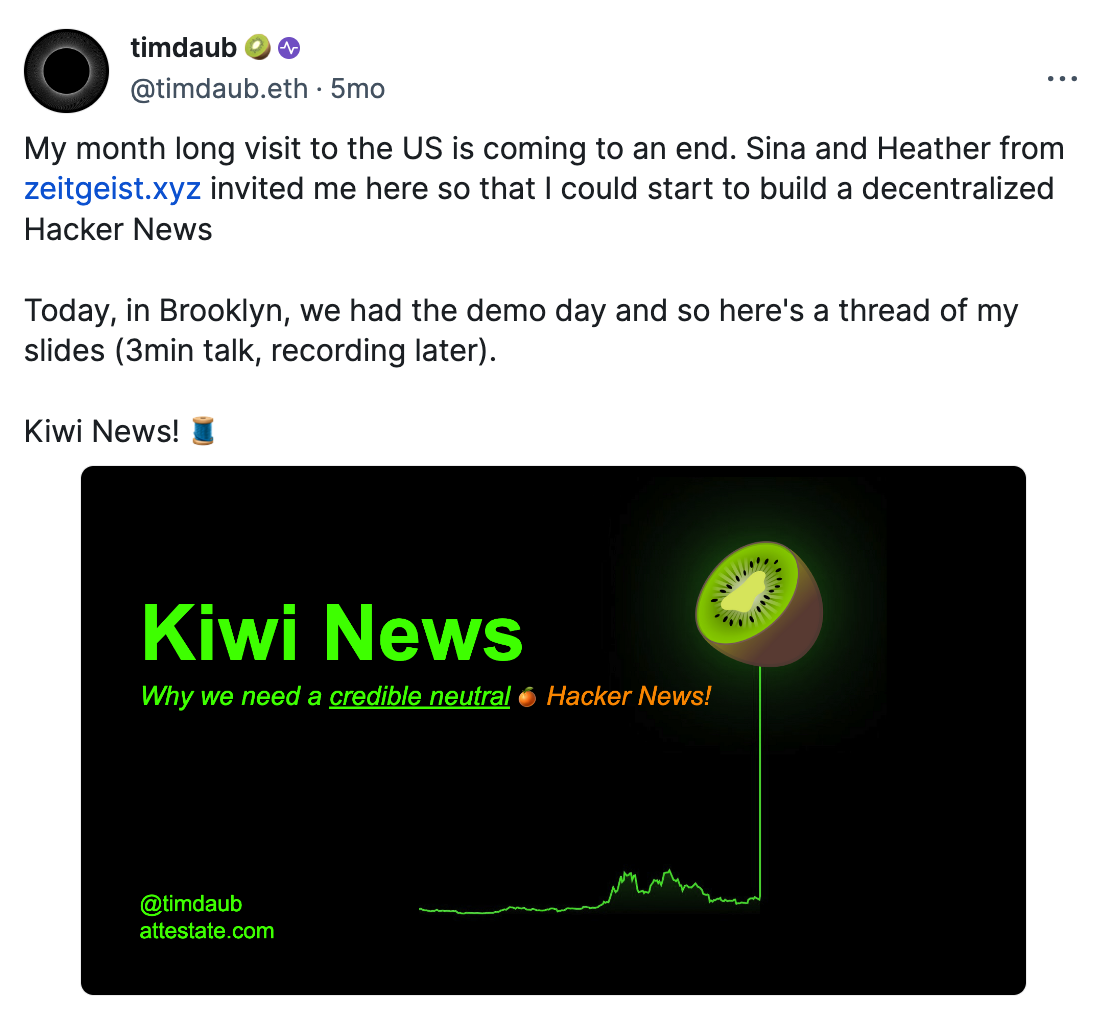 timdaub 🥝
@timdaub.eth · 5mo
My month long visit to the US is coming to an end. Sina and Heather from
zeitgeist.xyz invited me here so that I could start to build a decentralized
Hacker News
Today, in Brooklyn, we had the demo day and so here's a thread of my
slides (3min talk, recording later).
Kiwi News! 🧵
Kiwi News
Why we need a credible neutral 🍊 Hacker News!
@timdaub
attestate.com